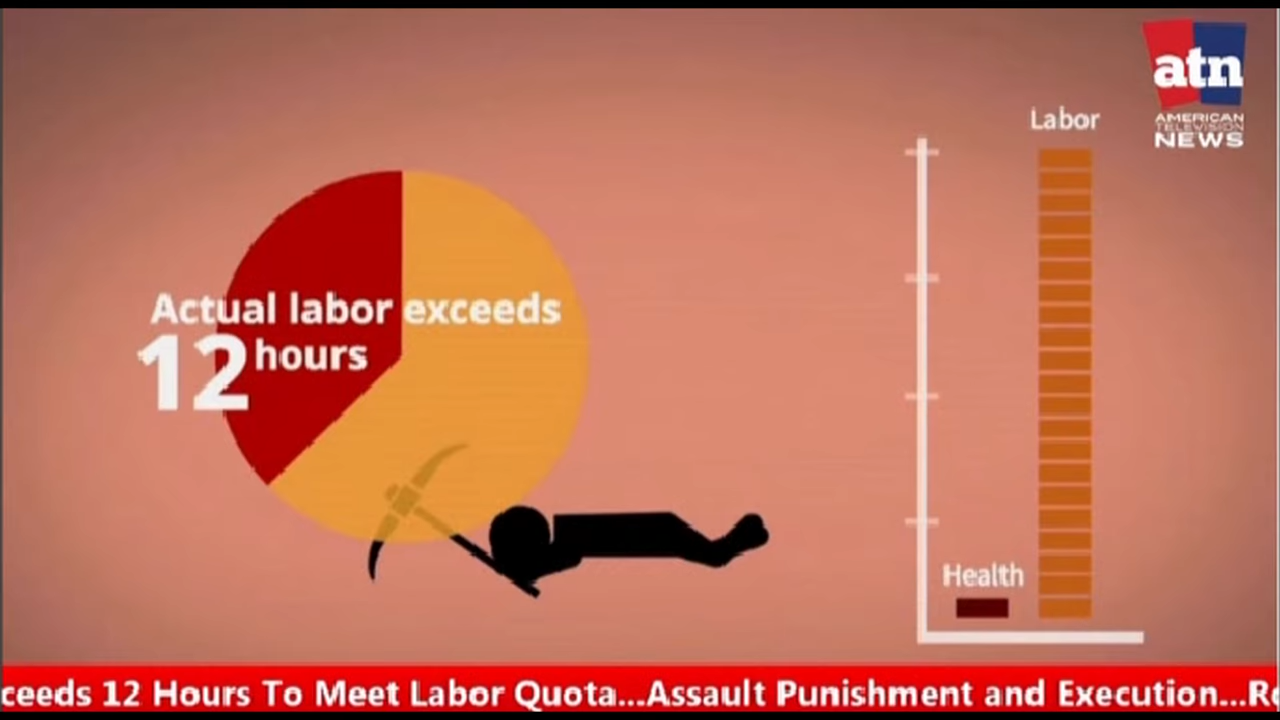 atn
AMERICAN
TELEVISION
NEWS
Labor
Actual labor exceeds
12 hours
Health
ceeds 12 Hours To Meet Labor Quota...Assault Punishment and Execution...R